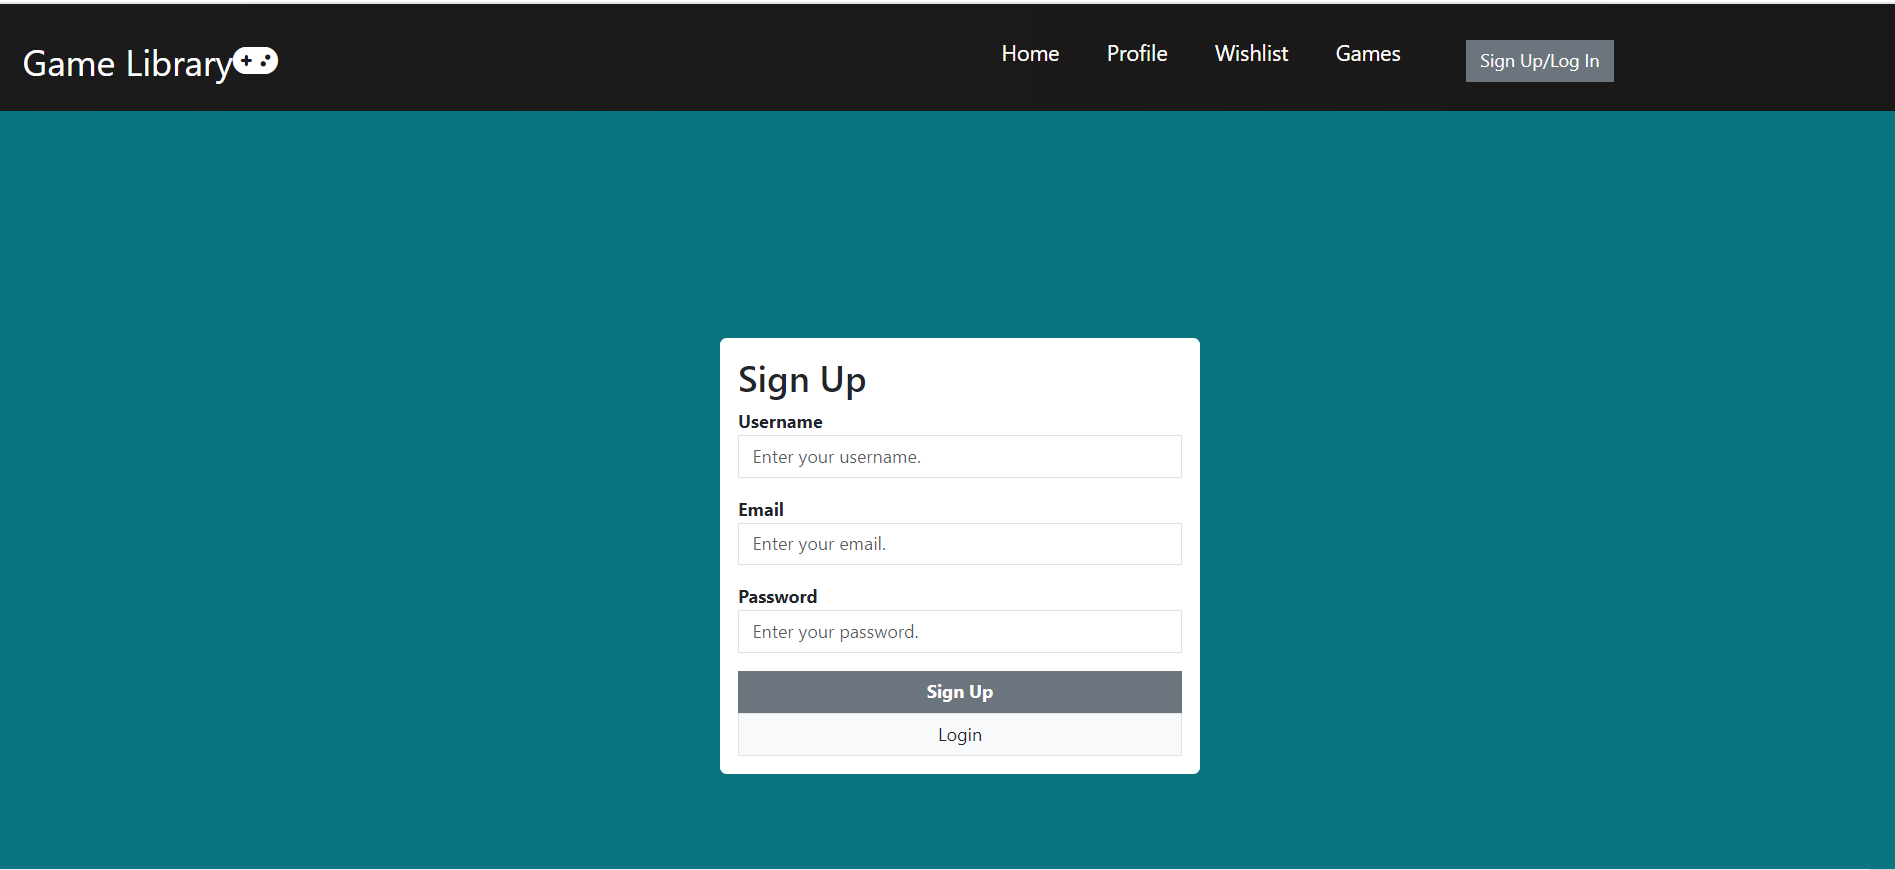 Game Library
Home Profile Wishlist Games Sign Up/Log In
Sign Up
Username
Enter your username.
Email
Enter your email.
Password
Enter your password.
Sign Up
Login